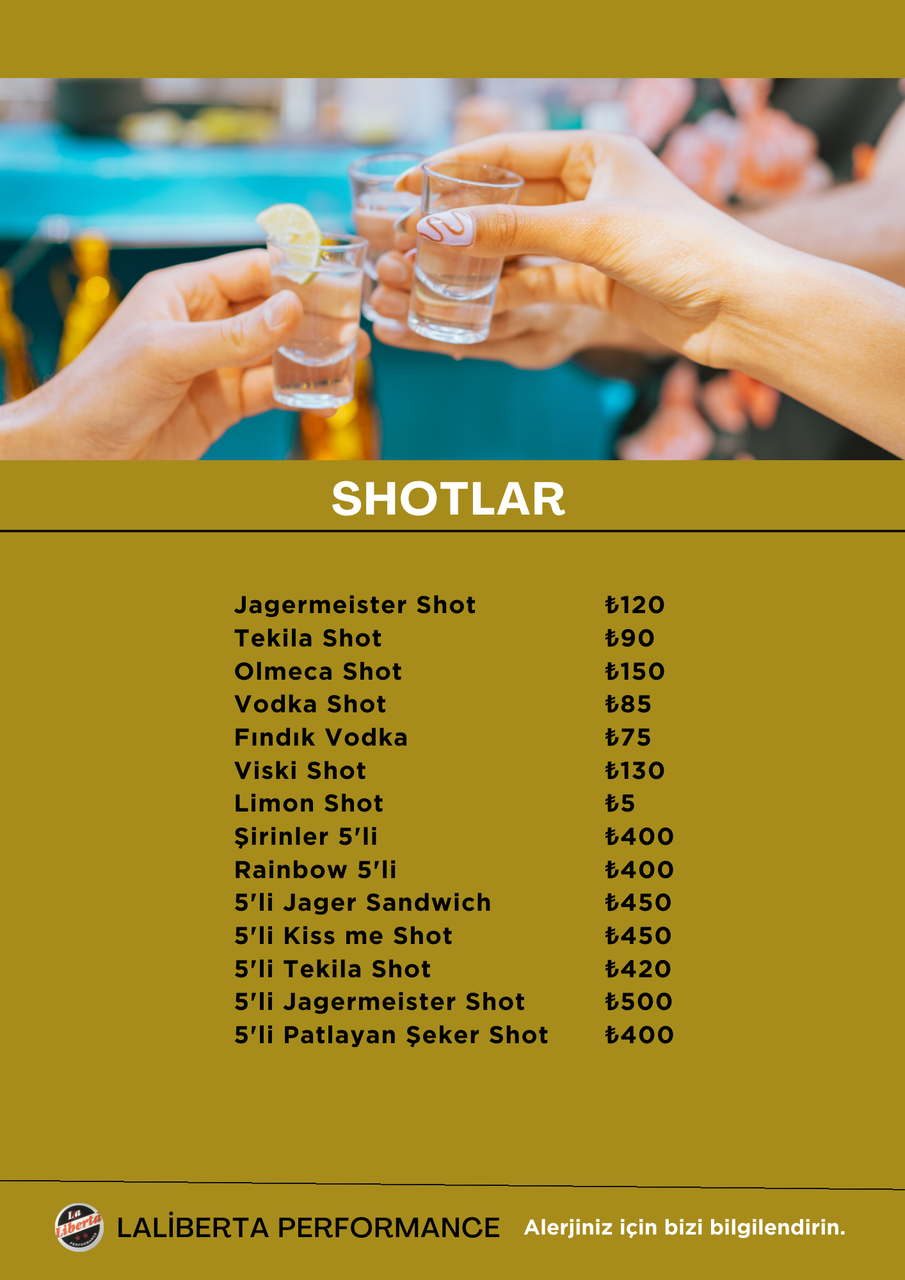 SHOTLAR
Jagermeister Shot ₺120
Tekila Shot ₺90
Olmeca Shot ₺150
Vodka Shot ₺85
Fındık Vodka ₺75
Viski Shot ₺130
Limon Shot ₺5
Şirinler 5'li ₺400
Rainbow 5'li ₺400
5'li Jager Sandwich ₺450
5'li Kiss me Shot ₺450
5'li Tekila Shot ₺420
5'li Jagermeister Shot ₺500
5'li Patlayan Şeker Shot ₺400
La
Liberta
PERFORMANCE
LALİBERTA PERFORMANCE Alerjiniz için bizi bilgilendirin.